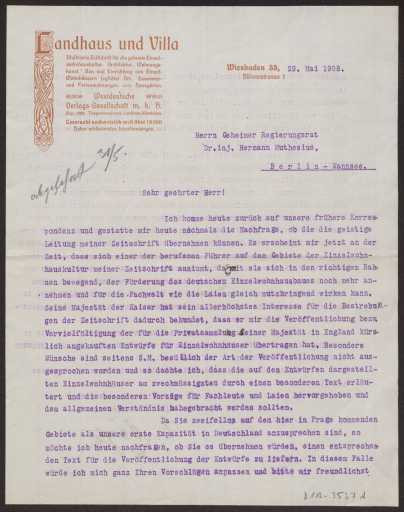 Landhaus und Villa
Westdeutsche
Verlags-Gesellschaft m. b. H.
Wiesbaden 35, 22. Mai 1908.
Herrn Geheimer Regierungsrat
Dr.ing. Hermann Muthesius,
Berlin-Wannsee.
abgelehnt 31/5.
Sehr geehrter Herr!
Ich komme heute zurück auf unsere frühere Korres-
pondenz und gestatte mir heute nochmals die Nachfrage, ob die die geistige
Leitung meiner Zeitschrift übernehmen können. Es erscheint mir jetzt an der
Zeit, dass sich einer der berufenen Führer auf dem Gebiete der Einzelwohn-
hauskultur meiner Zeitschrift annimmt, damit sie sich in den richtigen Bah
nen bewegend, der Förderung des deutschen Einzelwohnhausbaues noch mehr an-
nehmen und für die Fachwelt wie die Laien gleich nutzbringend wirken kann.
Seine Majestät der Kaiser hat sein allerhöchstes Interesse für die Bestrebun
gen der Zeitschrift dadurch bekundet, dass er mir die Veröffentlichung bezw
Vervielfältigung der für die Privatsammlung Seiner Majestät in England kürz-
lich angekauften Entwürfe für Einzelwohnhäuser übertragen hat. Besondere
Wünsche sind seitens S.M. bezüglich der Art der Veröffentlichung nicht aus-
gesprochen worden und so dachte ich, dass die auf den Entwürfen dargestell-
ten Einzelwohnhäuser am zweckmässigsten durch einen besonderen Text erläu-
tert und die besonderen Vorzüge für Fachleute und Laien hervorgehoben und
dem allgemeinen Verständnis nahegebracht werden sollten.
Da Sie zweifellos auf den hier in Frage kommenden
Gebiete als unsere erste Kapazität in Deutschland anzusprechen sind, so
möchte ich heute nachfragen, ob Sie es übernehmen würden, einen entsprechen
den Text für die Veröffentlichung der Entwürfe zu liefern. In diesem Falle
würde ich mich ganz Ihren Vorschlägen anpassen und bitte mir freundlichst